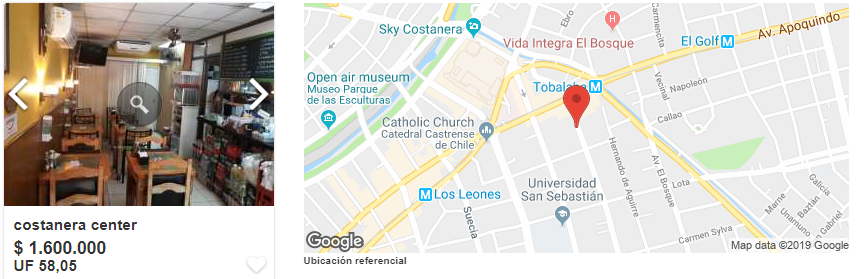 costanera center
$ 1.600.000
UF 58,05
Sky Costanera
Ebro
Carmencita
Vida Integra El Bosque
El Golf M
Av. Apoquindo
Open air museum
Museo Parque
de las Esculturas
Tobalaba M
Vecinal
Napoleón
Callao
Catholic Church
Catedral Castrense
de Chile
M Los Leones
Suecia
Universidad
San Sebastián
Hernando de Aguirre
Av. El Bosque
Lota
Carmen Sylva
Marne
Unamuno
Baztán
Galicia
Google
Map data ©2019 Google
Ubicación referencial